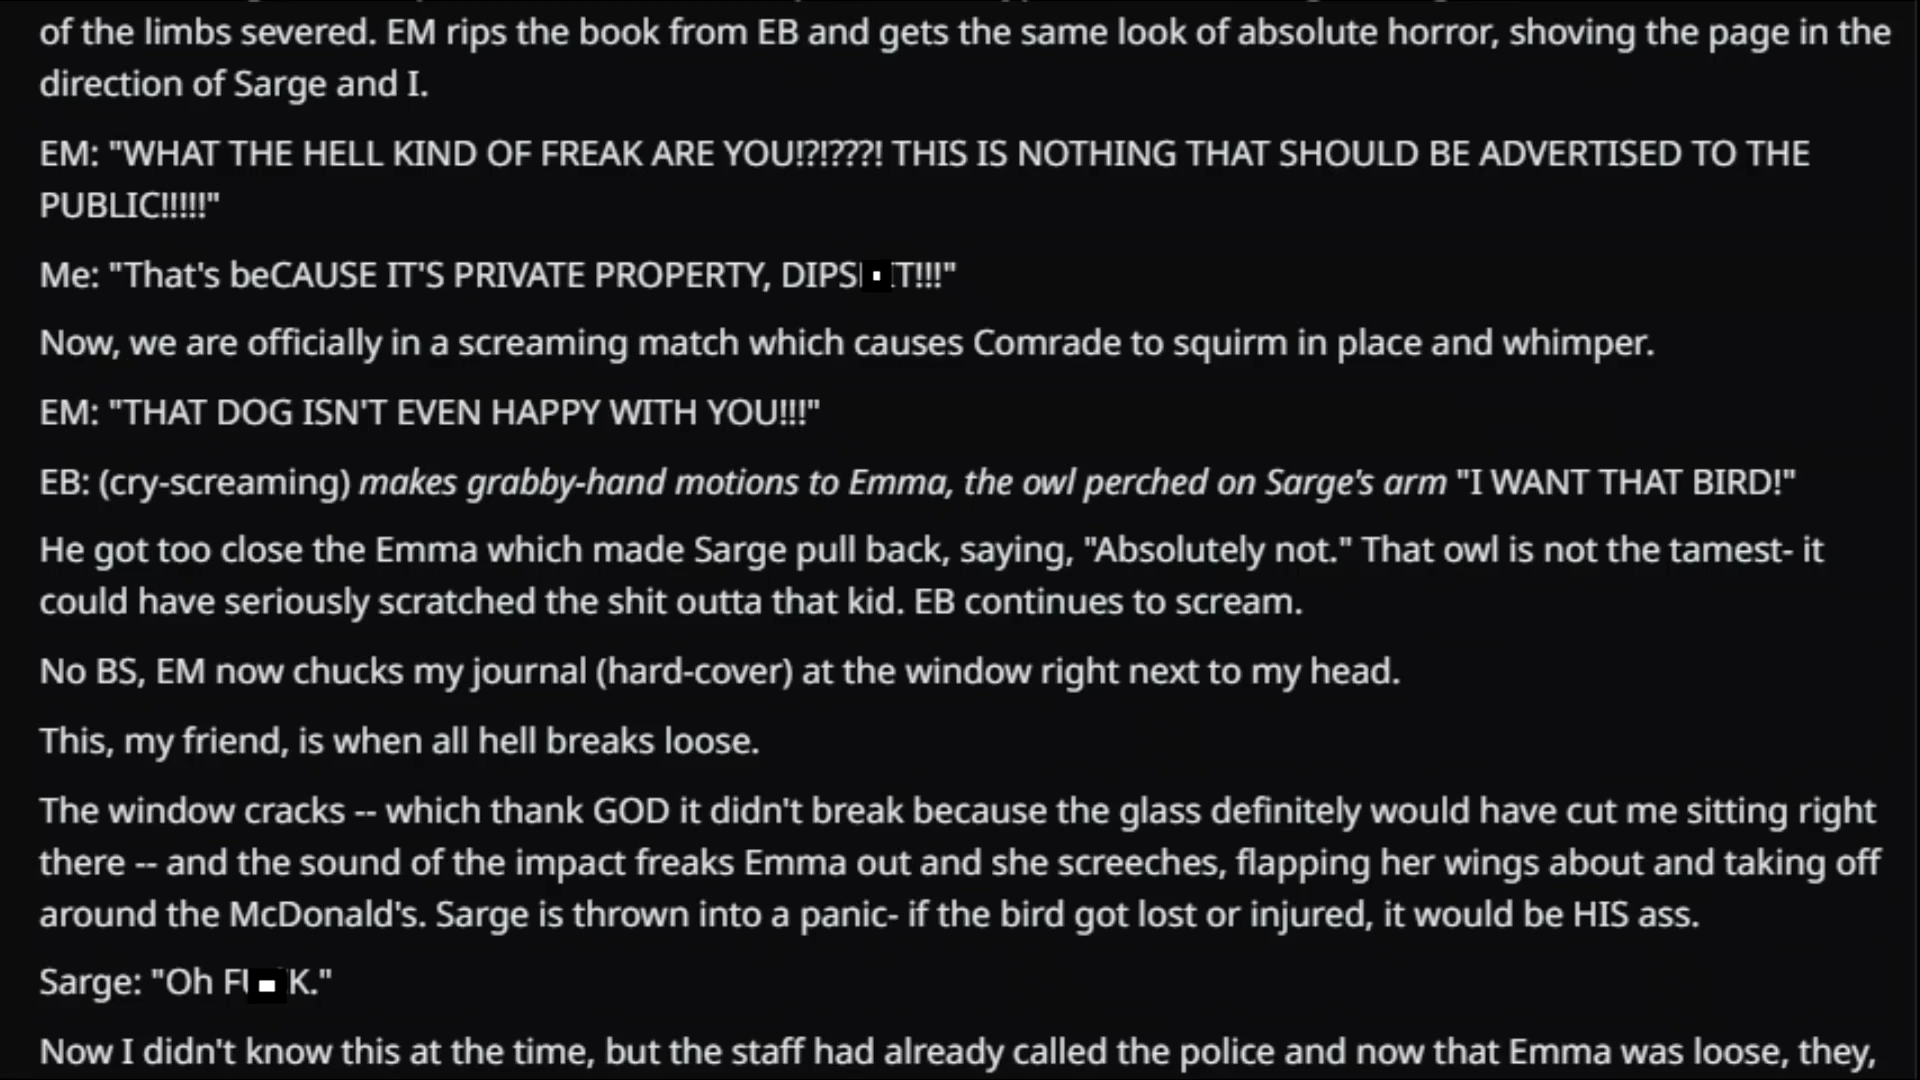 of the limbs severed. EM rips the book from EB and gets the same look of absolute horror, shoving the page in the
direction of Sarge and I.
EM: "WHAT THE HELL KIND OF FREAK ARE YOU!?!???! THIS IS NOTHING THAT SHOULD BE ADVERTISED TO THE
PUBLIC!!!!!"
Me: "That's beCAUSE IT'S PRIVATE PROPERTY, DIPS▪T!!!"
Now, we are officially in a screaming match which causes Comrade to squirm in place and whimper.
EM: "THAT DOG ISN'T EVEN HAPPY WITH YOU!!!"
EB: (cry-screaming) makes grabby-hand motions to Emma, the owl perched on Sarge's arm "I WANT THAT BIRD!"
He got too close the Emma which made Sarge pull back, saying, "Absolutely not." That owl is not the tamest- it
could have seriously scratched the shit outta that kid. EB continues to scream.
No BS, EM now chucks my journal (hard-cover) at the window right next to my head.
This, my friend, is when all hell breaks loose.
The window cracks -- which thank GOD it didn't break because the glass definitely would have cut me sitting right
there -- and the sound of the impact freaks Emma out and she screeches, flapping her wings about and taking off
around the McDonald's. Sarge is thrown into a panic- if the bird got lost or injured, it would be HIS ass.
Sarge: "Oh FU▪K."
Now I didn't know this at the time, but the staff had already called the police and now that Emma was loose, they,